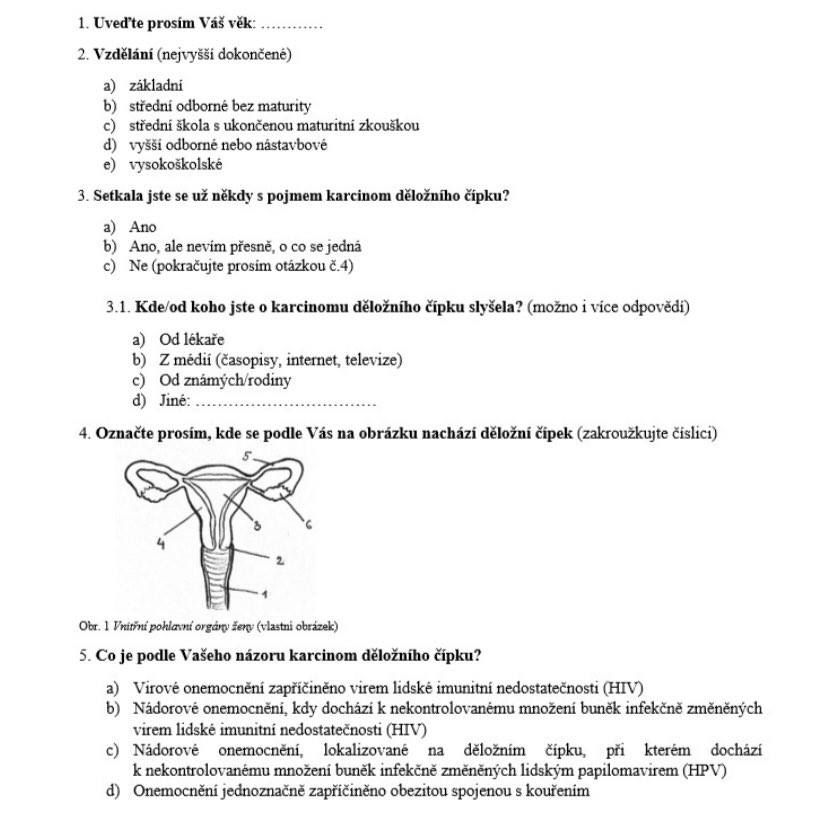 1. Uveďte prosím Váš věk: ............
2. Vzdělání (nejvyšší dokončené)
a) základní
b) střední odborné bez maturity
c) střední škola s ukončenou maturitní zkouškou
d) vyšší odborné nebo nástavbové
e) vysokoškolské
3. Setkala jste se už někdy s pojmem karcinom děložního čípku?
a) Ano
b) Ano, ale nevím přesně, o co se jedná
c) Ne (pokračujte prosím otázkou č.4)
3.1. Kde/od koho jste o karcinomu děložního čípku slyšela? (možno i více odpovědí)
a) Od lékaře
b) Z médií (časopisy, internet, televize)
c) Od známých/rodiny
d) Jiné: ..................................
4. Označte prosím, kde se podle Vás na obrázku nachází děložní čípek (zakroužkujte číslici)
5
3
6
4
2
1
Obr. 1 Vnitřní pohlavní orgány ženy (vlastní obrázek)
5. Co je podle Vašeho názoru karcinom děložního čípku?
a) Virové onemocnění zapříčiněno virem lidské imunitní nedostatečnosti (HIV)
b) Nádorové onemocnění, kdy dochází k nekontrolovanému množení buněk infekčně změněných
virem lidské imunitní nedostatečnosti (HIV)
c) Nádorové onemocnění, lokalizované na děložním čípku, při kterém dochází
k nekontrolovanému množení buněk infekčně změněných lidským papilomavirem (HPV)
d) Onemocnění jednoznačně zapříčiněno obezitou spojenou s kouřením